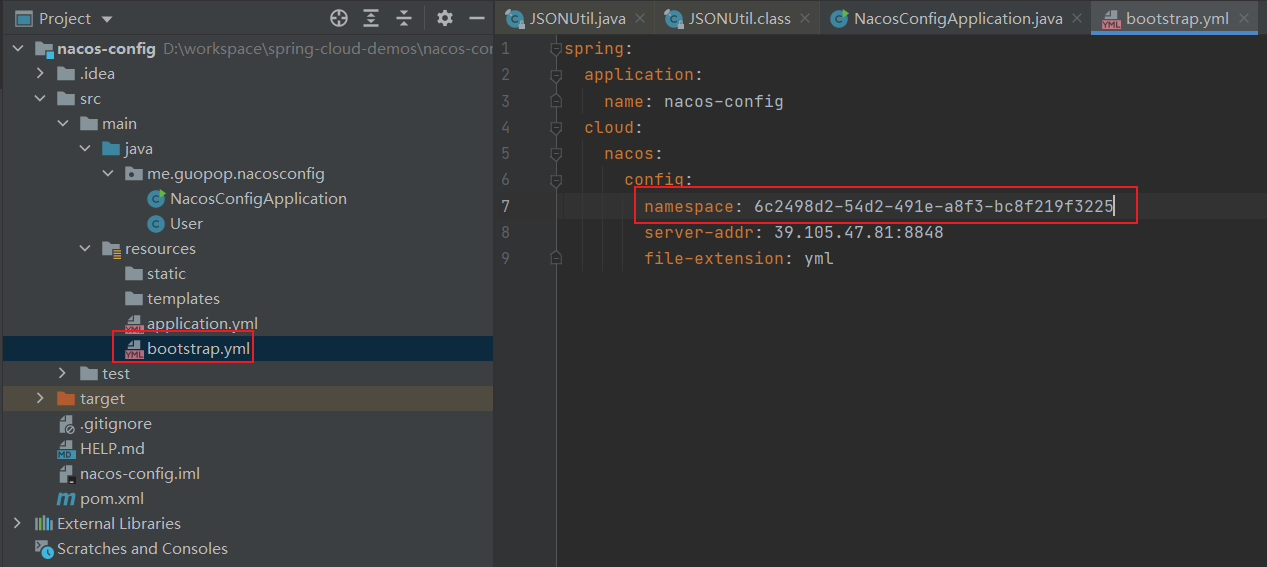 Project
nacos-config D:\workspace\spring-cloud-demos\nacos-con
.idea
src
main
java
me.guopop.nacosconfig
NacosConfigApplication
User
resources
static
templates
application.yml
bootstrap.yml
test
target
.gitignore
HELP.md
nacos-config.iml
pom.xml
External Libraries
Scratches and Consoles
JSONUtil.java JSONUtil.class NacosConfigApplication.java bootstrap.yml
1 spring:
2 application:
3 name: nacos-config
4 cloud:
5 nacos:
6 config:
7 namespace: 6c2498d2-54d2-491e-a8f3-bc8f219f3225
8 server-addr: 39.105.47.81:8848
9 file-extension: yml